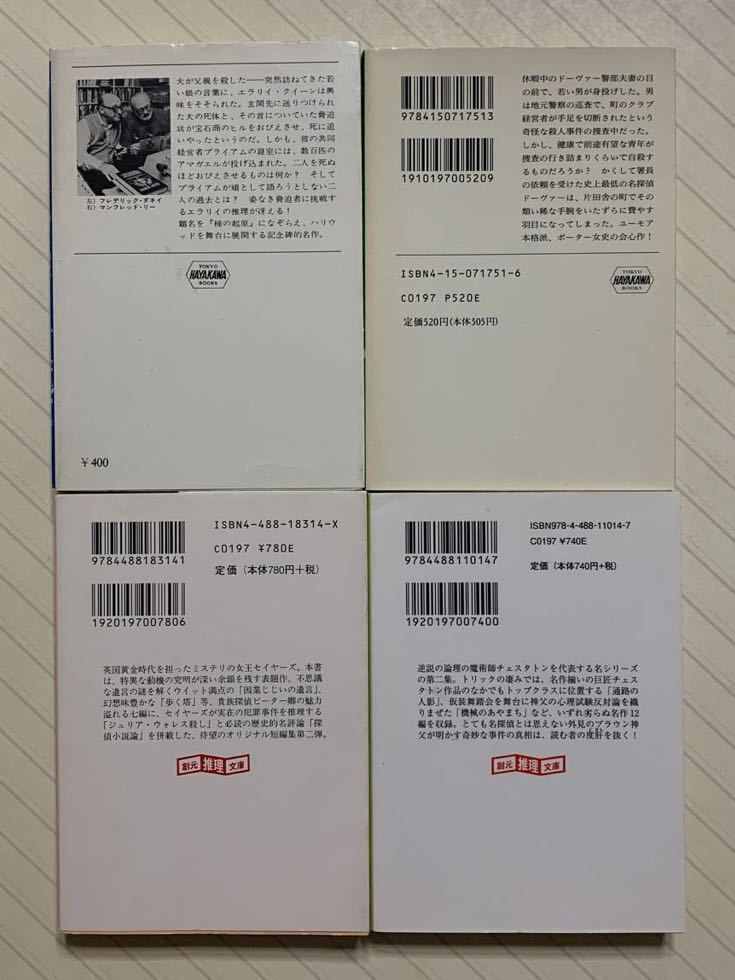 犬が父親を殺した——突然訪ねてきた若
い娘の言葉に、エラリイ・クイーンは興
味をそそられた。玄関先に送りつけられ
た犬の死体と、その首についていた脅迫
状が宝石商のヒルをおびえさせ、死に追
いやったというのだ。しかも、彼の共同
経営者プライアムの寝室には、数百匹の
アマガエルが投げ込まれた。二人を死ぬ
ほどおびえさせるものは何か？ そして
プライアムが頑として語ろうとしない二
人の過去とは？ 姿なき脅迫者に挑戦す
るエラリイの推理が冴える！
題名を『種の起原』になぞらえ、ハリウ
ッドを舞台に展開する記念碑的名作。
左）フレデリック・ダネイ
右）マンフレッド・リー
TOKYO
HAYAKAWA
BOOKS
￥400
9784150717513
1910197005209
休暇中のドーヴァー警部夫妻の目
の前で、若い男が身投げした。男
は地元警察の巡査で、町のクラブ
経営者が手足を切断されたという
奇怪な殺人事件の捜査中だった。
しかし、健康で前途有望な青年が
捜査の行き詰まりくらいで自殺す
るものだろうか？ かくして署長
の依頼を受けた史上最低の名探偵
ドーヴァーは、片田舎の町でその
類い稀な手腕をいたずらに費やす
羽目になってしまった。ユーモア
本格派、ポーター女史の会心作！
ISBN4-15-071751-6
C0197 P520E
定価520円(本体505円)
TOKYO
HAYAKAWA
BOOKS
9784488183141
1920197007806
ISBN4-488-18314-X
C0197 ¥780E
定価（本体780円＋税）
英国黄金時代を担ったミステリの女王セイヤーズ。本書
は、特異な動機の究明が深い余韻を残す表題作、不思議
な遺言の謎を解くウイット満点の「因業じじいの遺言」、
幻想味豊かな「歩く塔」等、貴族探偵ピーター卿の魅力
溢れる七編に、セイヤーズが実在の犯罪事件を推理する
「ジュリア・ウォレス殺し」と必読の歴史的名評論「探
偵小説論」を併載した、待望のオリジナル短編集第二弾。
創元推理文庫
9784488110147
1920197007400
ISBN978-4-488-11014-7
C0197 ¥740E
定価（本体740円+税）
逆説の論理の魔術師チェスタトンを代表する名シリーズ
の第二集。トリックの凄みでは、名作揃いの巨匠チェス
タトン作品のなかでもトップクラスに位置する「通路の
人影」、仮装舞踏会を舞台に神父の心理試験反対論を織
りまぜた「機械のあやまち」など、いずれ劣らぬ名作12
編を収録。とても名探偵とは思えない外見のブラウン神
父が明かす奇妙な事件の真相は、読む者の度肝を抜く！
創元推理文庫